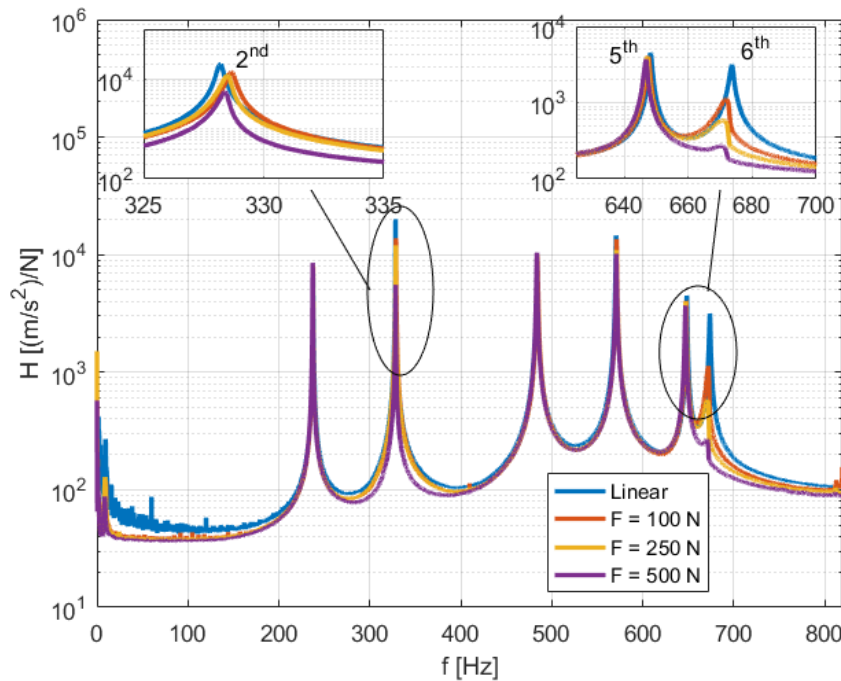 10^6
2^nd
10^4
10^2
325
330
335
5^th
6^th
10^3
10^2
640
660
680
700
10^5
10^4
10^3
10^2
10^1
H [(m/s^2)/N]
Linear
F = 100 N
F = 250 N
F = 500 N
0
100
200
300
400
500
600
700
800
f [Hz]